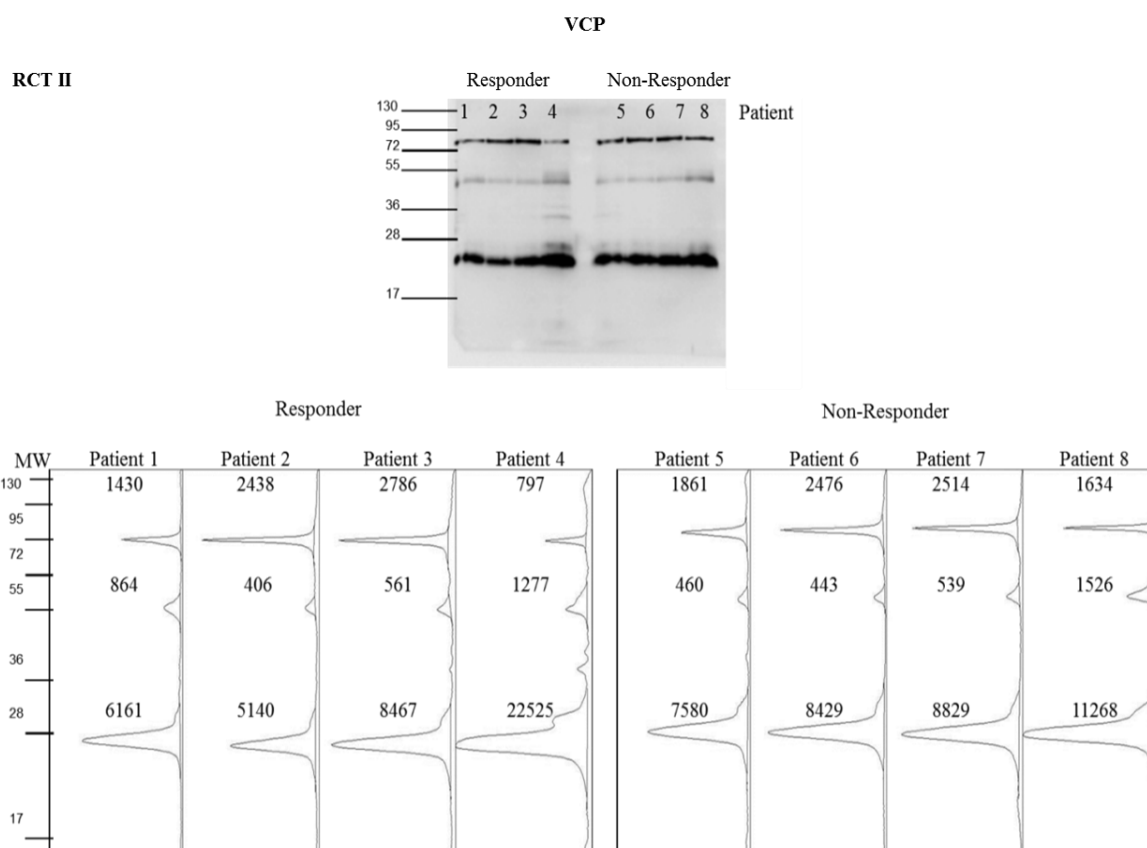 VCP
RCT II
Responder Non-Responder
130 1 2 3 4 5 6 7 8 Patient
95
72
55
36
28
17
Responder Non-Responder
MW Patient 1 Patient 2 Patient 3 Patient 4 Patient 5 Patient 6 Patient 7 Patient 8
130 1430 2438 2786 797 1861 2476 2514 1634
95
72
55 864 406 561 1277 460 443 539 1526
36
28 6161 5140 8467 22525 7580 8429 8829 11268
17